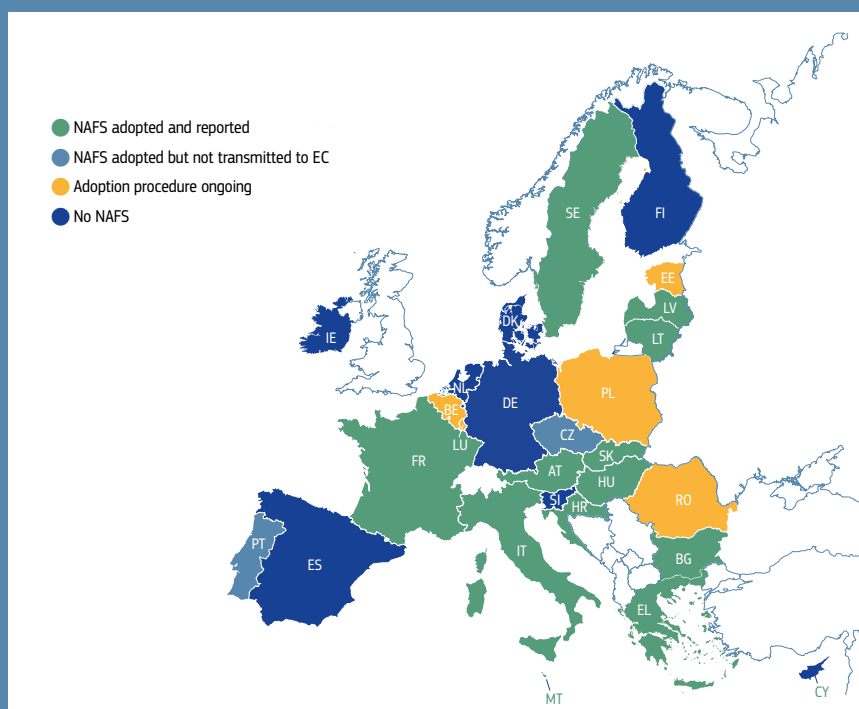 NAFS adopted and reported
NAFS adopted but not transmitted to EC
Adoption procedure ongoing
No NAFS
SE
FI
EE
LV
LT
DK
IE
NL
DE
PL
BE
LU
CZ
SK
FR
AT
HU
SI
HR
RO
PT
ES
IT
BG
EL
MT
CY